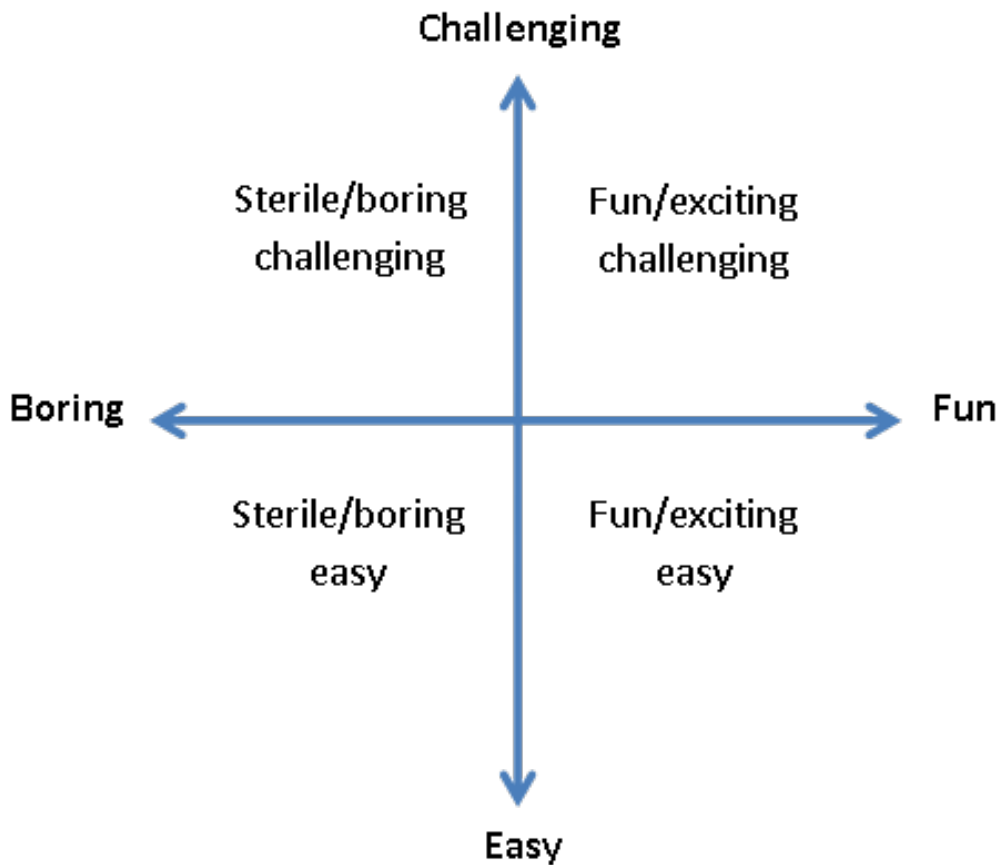 Challenging
Sterile/boring
challenging
Fun/exciting
challenging
Boring
Fun
Sterile/boring
easy
Fun/exciting
easy
Easy